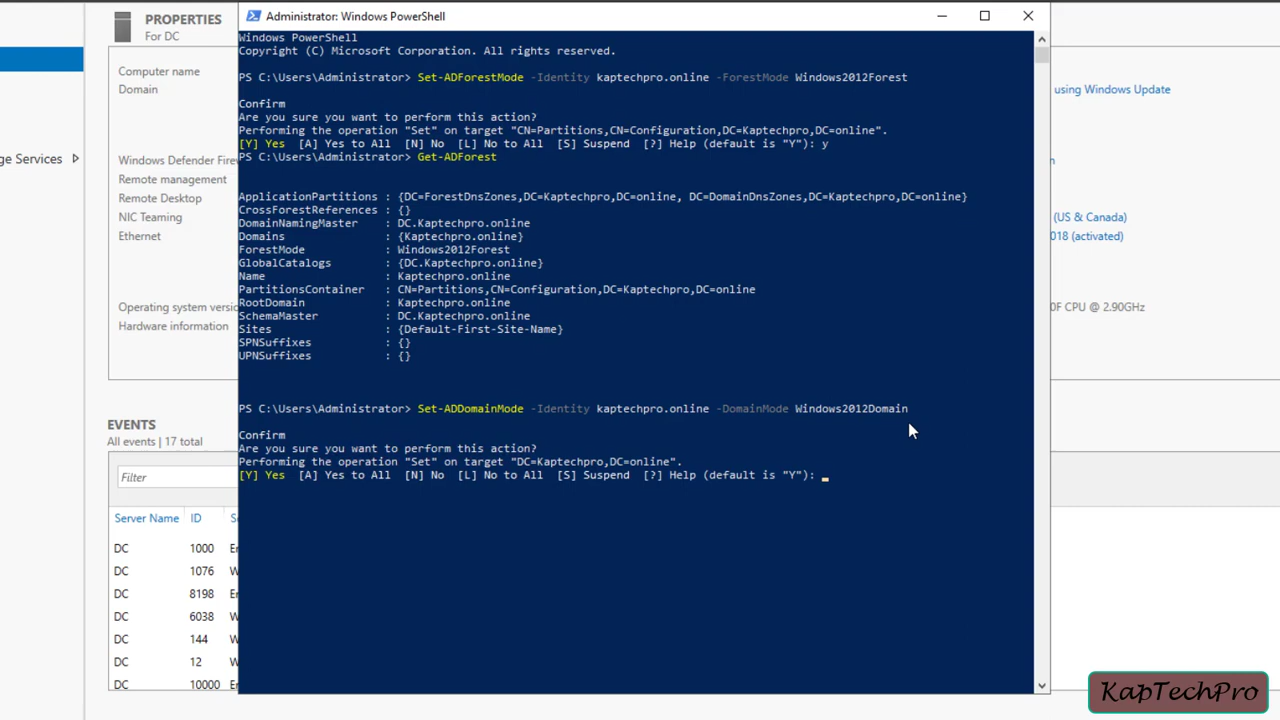 PROPERTIES
For DC
Administrator: Windows PowerShell
Computer name
Domain
ge Services
Windows Defender Fire
Remote management
Remote Desktop
NIC Teaming
Ethernet
Operating system versio
Hardware information
using Windows Update
(US & Canada)
018 (activated)
0F CPU @ 2.90GHz
Windows PowerShell
Copyright (C) Microsoft Corporation. All rights reserved.
PS C:\Users\Administrator> Set-ADForestMode -Identity kaptechpro.online -ForestMode Windows2012Forest
Confirm
Are you sure you want to perform this action?
Performing the operation "Set" on target "CN=Partitions,CN=Configuration,DC=Kaptechpro,DC=online".
[Y] Yes  [A] Yes to All  [N] No  [L] No to All  [S] Suspend  [?] Help (default is "Y"): y
PS C:\Users\Administrator> Get-ADForest
ApplicationPartitions : {DC=ForestDnsZones,DC=Kaptechpro,DC=online, DC=DomainDnsZones,DC=Kaptechpro,DC=online}
CrossForestReferences : {}
DomainNamingMaster    : DC.Kaptechpro.online
Domains               : {Kaptechpro.online}
ForestMode            : Windows2012Forest
GlobalCatalogs        : {DC.Kaptechpro.online}
Name                  : Kaptechpro.online
PartitionsContainer   : CN=Partitions,CN=Configuration,DC=Kaptechpro,DC=online
RootDomain            : Kaptechpro.online
SchemaMaster          : DC.Kaptechpro.online
Sites                 : {Default-First-Site-Name}
SPNSuffixes           : {}
UPNSuffixes           : {}
PS C:\Users\Administrator> Set-ADDomainMode -Identity kaptechpro.online -DomainMode Windows2012Domain
Confirm
Are you sure you want to perform this action?
Performing the operation "Set" on target "DC=Kaptechpro,DC=online".
[Y] Yes  [A] Yes to All  [N] No  [L] No to All  [S] Suspend  [?] Help (default is "Y"):
EVENTS
All events | 17 total
Filter
Server Name ID S
DC 1000 Er
DC 1076 W
DC 8198 Er
DC 6038 W
DC 144 W
DC 12 W
DC 10000 Er
KapTechPro